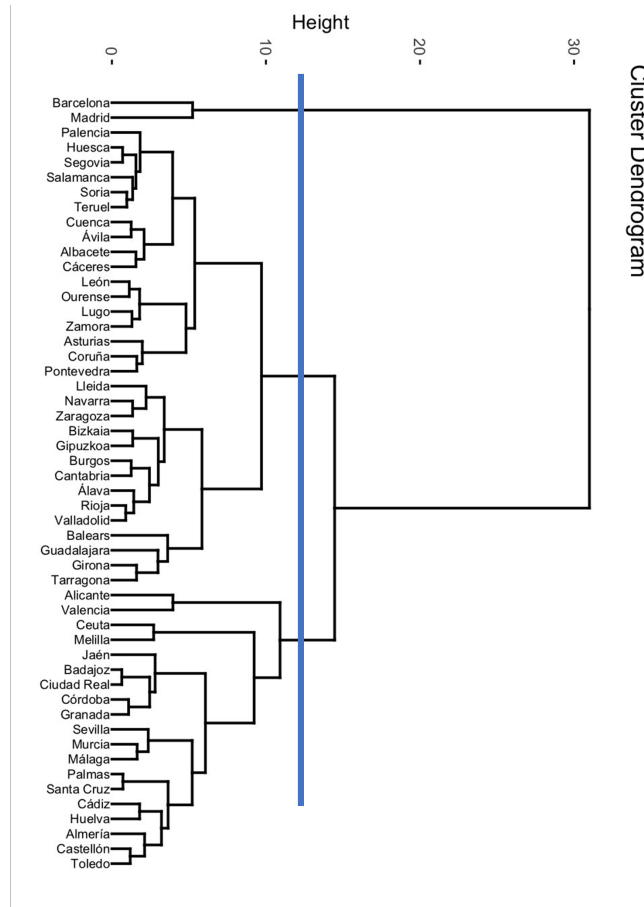 Height
0
10
20
30
Cluster Dendrogram
Barcelona
Madrid
Palencia
Huesca
Segovia
Salamanca
Soria
Teruel
Cuenca
Ávila
Albacete
Cáceres
León
Ourense
Lugo
Zamora
Asturias
Coruña
Pontevedra
Lleida
Navarra
Zaragoza
Bizkaia
Gipuzkoa
Burgos
Cantabria
Álava
Rioja
Valladolid
Balears
Guadalajara
Girona
Tarragona
Alicante
Valencia
Ceuta
Melilla
Jaén
Badajoz
Ciudad Real
Córdoba
Granada
Sevilla
Murcia
Málaga
Palmas
Santa Cruz
Cádiz
Huelva
Almería
Castellón
Toledo